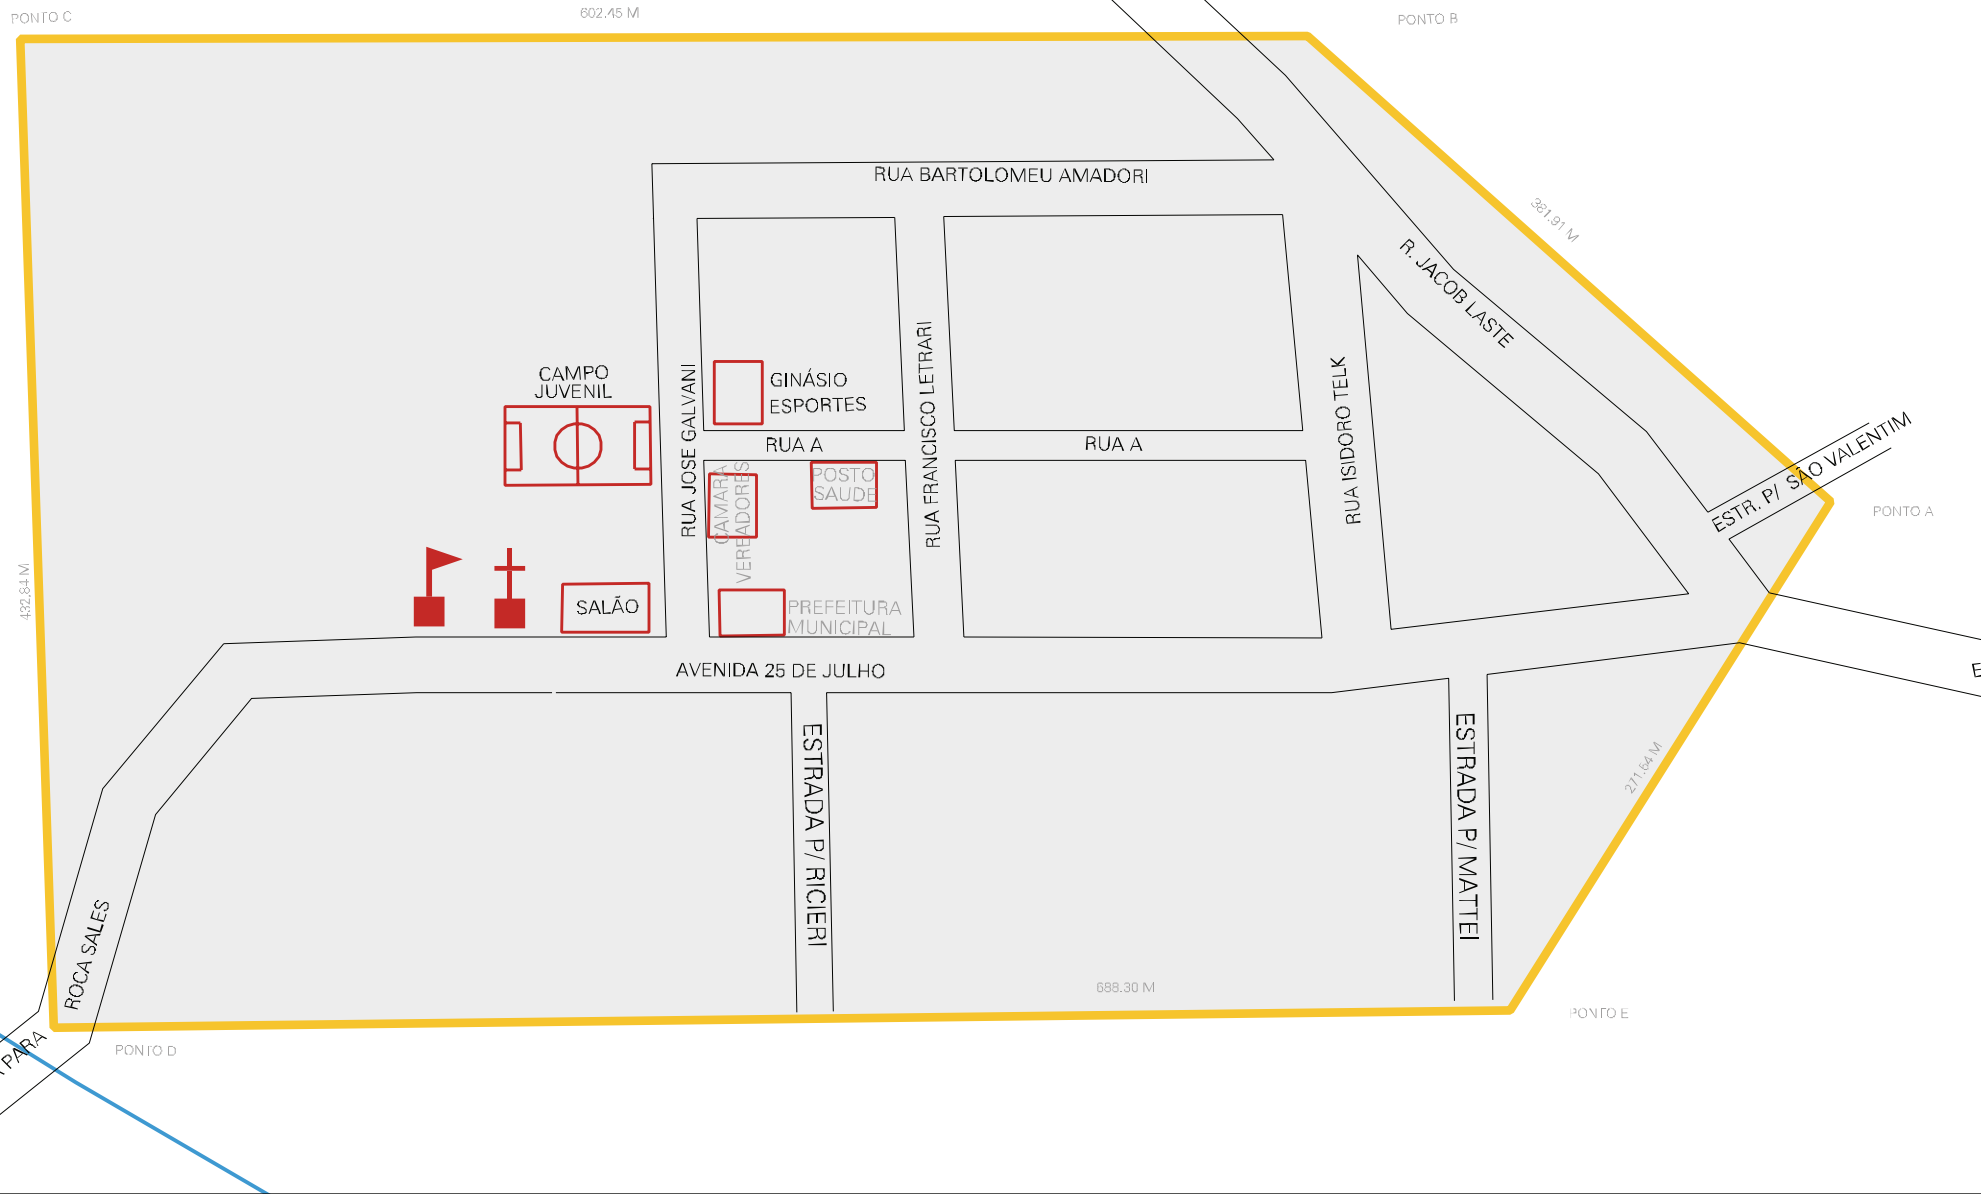 PONTO C
602.45 M
PONTO B
RUA BARTOLOMEU AMADORI
381.91 M
R. JACOB LASTE
CAMPO
JUVENIL
GINÁSIO
ESPORTES
RUA JOSE GALVANI
RUA FRANCISCO LETRARI
RUA ISIDORO TELK
RUA A
RUA A
ESTR. P/ SÃO VALENTIM
PONTO A
CAMARA
VEREADORES
POSTO
SAUDE
432.84 M
SALÃO
PREFEITURA
MUNICIPAL
AVENIDA 25 DE JULHO
ESTRADA P/ RICIERI
ESTRADA P/ MATTEI
271.54 M
ROCA SALES
688.30 M
PONTO E
PARA
PONTO D